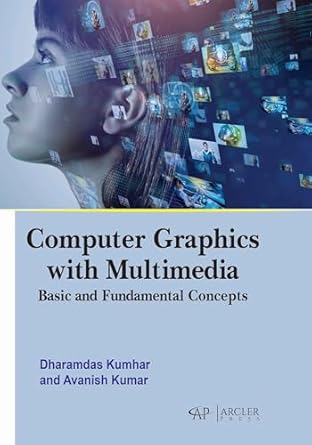 Computer Graphics
with Multimedia
Basic and Fundamental Concepts
Dharamdas Kumhar
and Avanish Kumar
AP ARCLER
PRESS